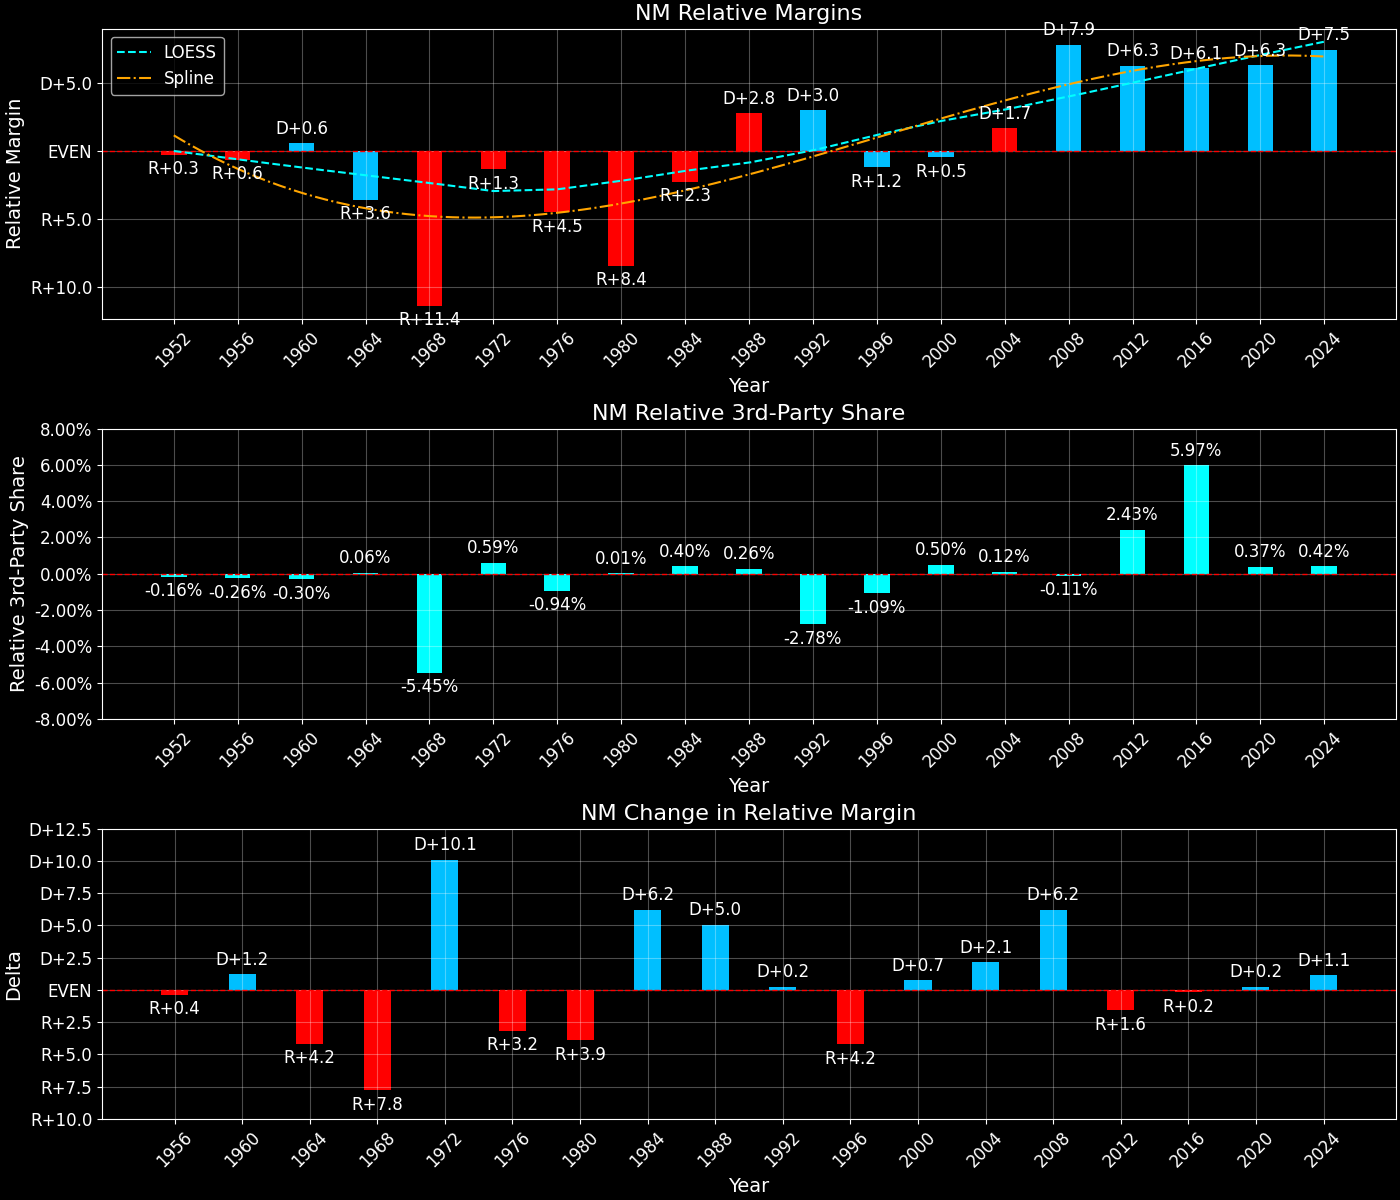 NM Relative Margins
LOESS
Spline
Relative Margin
D+5.0
EVEN
R+5.0
R+10.0
R+0.3
R+0.6
D+0.6
R+3.6
R+11.4
R+1.3
R+4.5
R+8.4
R+2.3
D+2.8
D+3.0
R+1.2
R+0.5
D+1.7
D+7.9
D+6.3
D+6.1
D+6.3
D+7.5
1952 1956 1960 1964 1968 1972 1976 1980 1984 1988 1992 1996 2000 2004 2008 2012 2016 2020 2024
Year
NM Relative 3rd-Party Share
Relative 3rd-Party Share
8.00%
6.00%
4.00%
2.00%
0.00%
-2.00%
-4.00%
-6.00%
-8.00%
-0.16%
-0.26%
-0.30%
0.06%
-5.45%
0.59%
-0.94%
0.01%
0.40%
0.26%
-2.78%
-1.09%
0.50%
0.12%
-0.11%
2.43%
5.97%
0.37%
0.42%
1952 1956 1960 1964 1968 1972 1976 1980 1984 1988 1992 1996 2000 2004 2008 2012 2016 2020 2024
Year
NM Change in Relative Margin
Delta
D+12.5
D+10.0
D+7.5
D+5.0
D+2.5
EVEN
R+2.5
R+5.0
R+7.5
R+10.0
R+0.4
D+1.2
R+4.2
R+7.8
D+10.1
R+3.2
R+3.9
D+6.2
D+5.0
D+0.2
R+4.2
D+0.7
D+2.1
D+6.2
R+1.6
R+0.2
D+0.2
D+1.1
1956 1960 1964 1968 1972 1976 1980 1984 1988 1992 1996 2000 2004 2008 2012 2016 2020 2024
Year